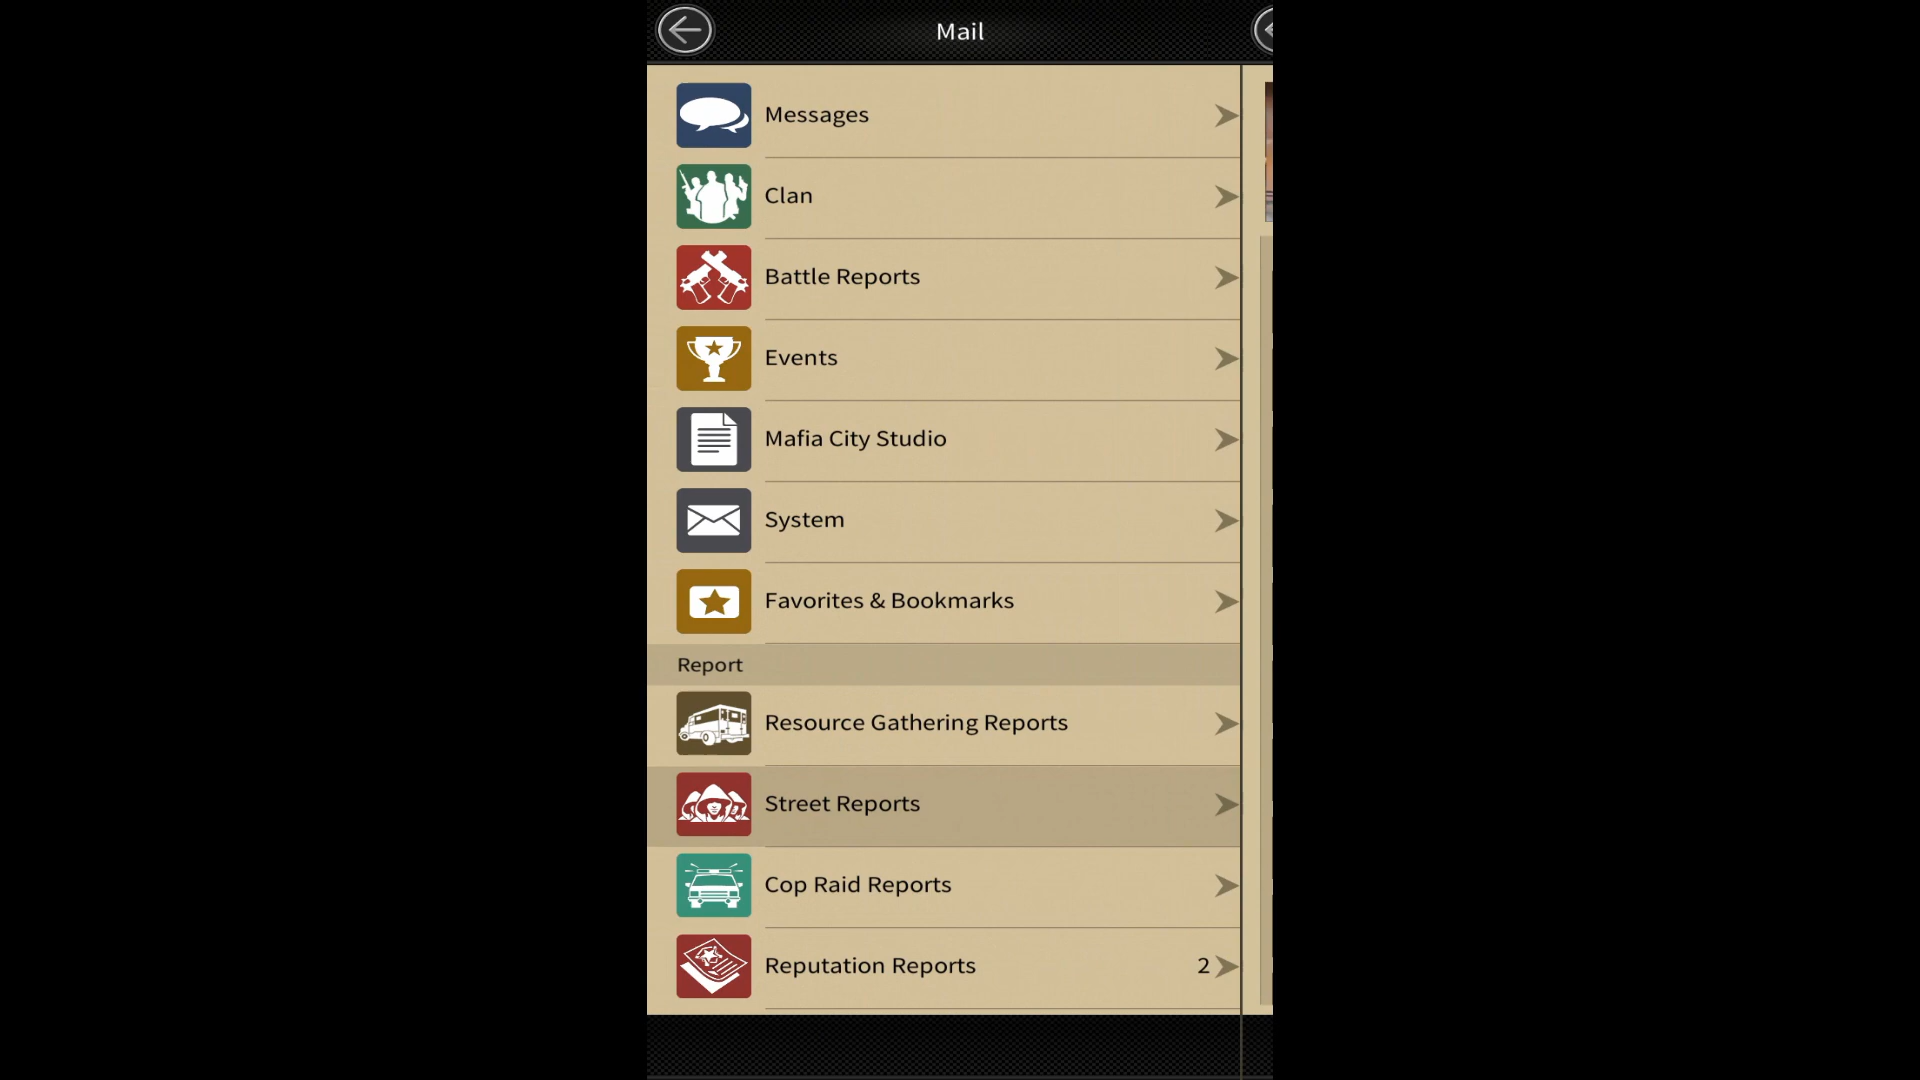 Mail
Messages
Clan
Battle Reports
Events
Mafia City Studio
System
Favorites & Bookmarks
Report
Resource Gathering Reports
Street Reports
Cop Raid Reports
Reputation Reports 2